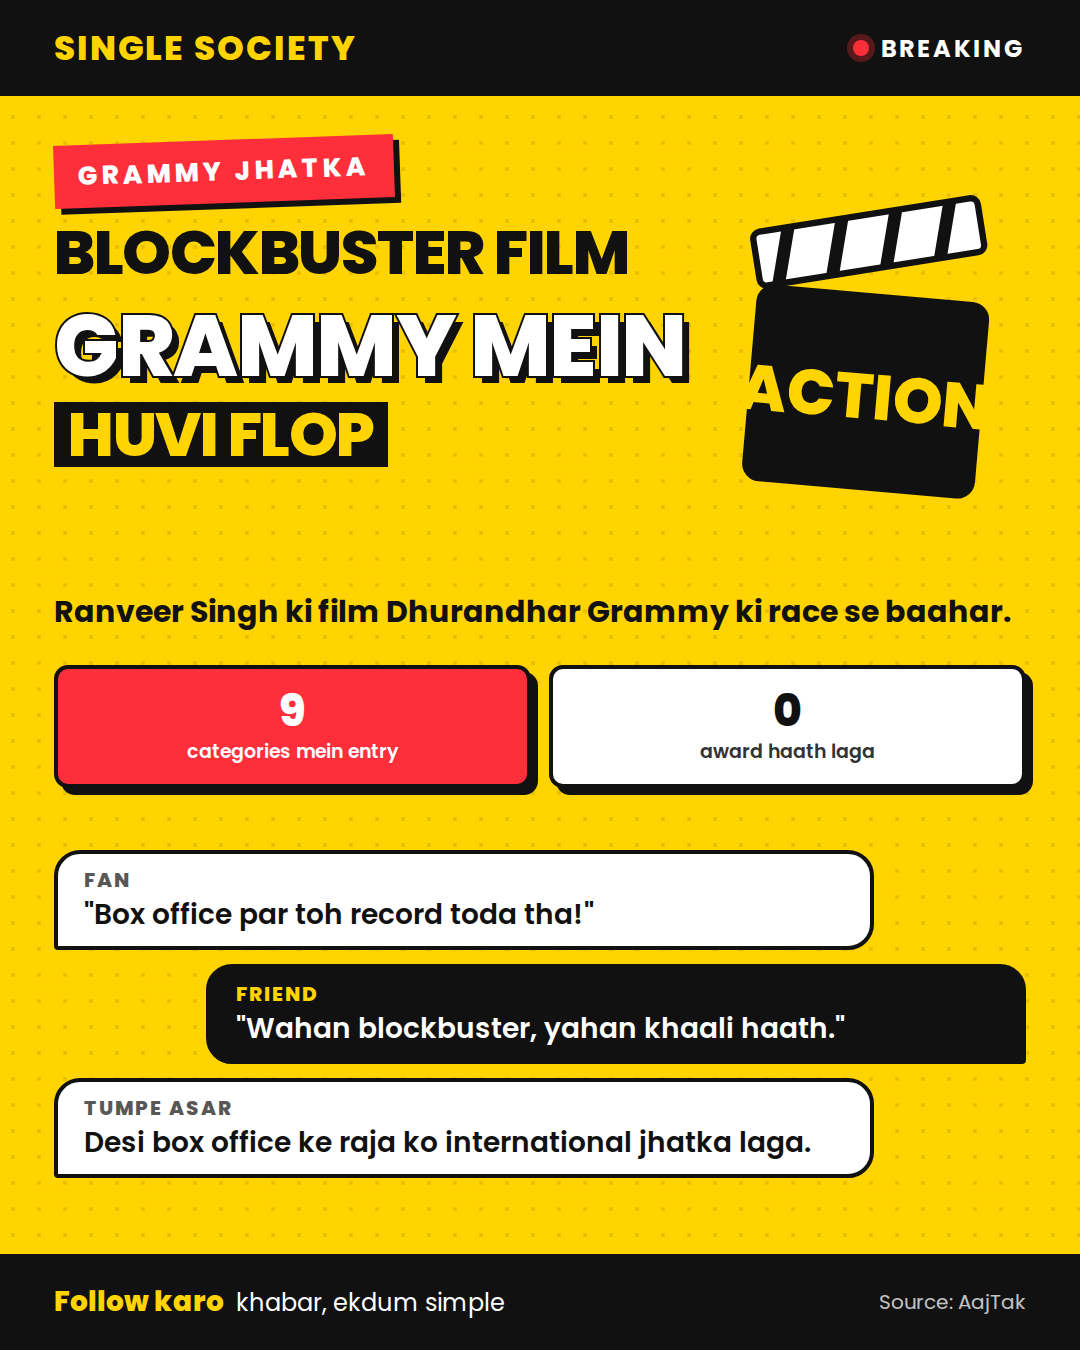 SINGLE SOCIETY
BREAKING
GRAMMY JHATKA
BLOCKBUSTER FILM
GRAMMY MEIN
HUVI FLOP
ACTION
Ranveer Singh ki film Dhurandhar Grammy ki race se baahar.
9
categories mein entry
0
award haath laga
FAN
"Box office par toh record toda tha!"
FRIEND
"Wahan blockbuster, yahan khaali haath."
TUMPE ASAR
Desi box office ke raja ko international jhatka laga.
Follow karo khabar, ekdum simple
Source: AajTak